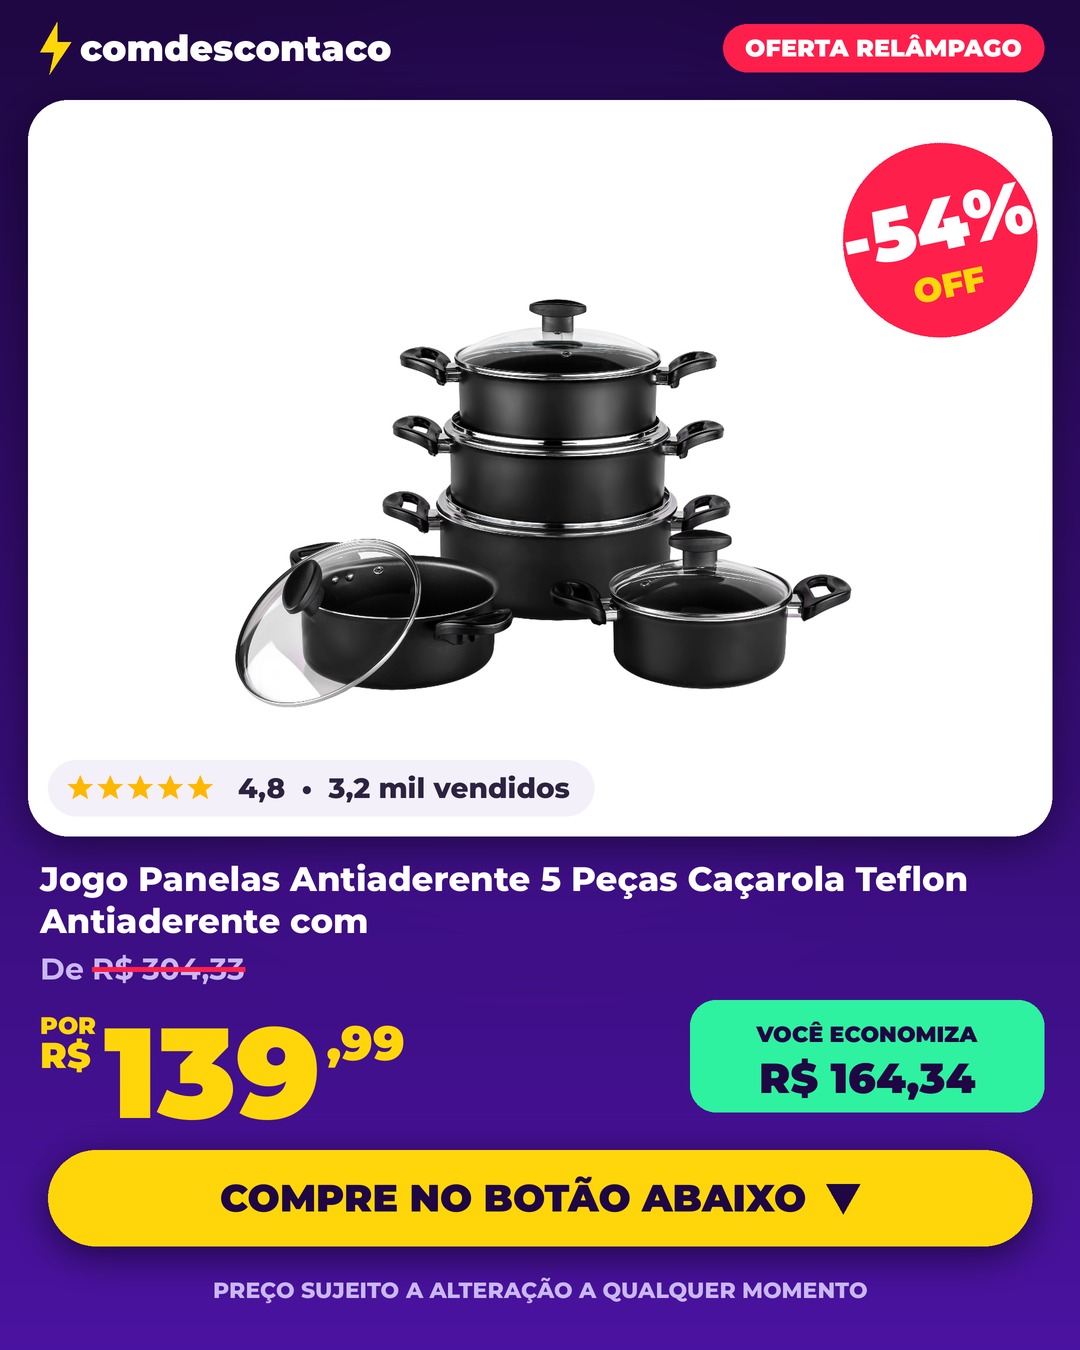 comdescontaco
OFERTA RELÂMPAGO
-54%
OFF
4,8 • 3,2 mil vendidos
Jogo Panelas Antiaderente 5 Peças Caçarola Teflon
Antiaderente com
De R$ 304,33
POR
R$ 139,99
VOCÊ ECONOMIZA
R$ 164,34
COMPRE NO BOTÃO ABAIXO ▼
PREÇO SUJEITO A ALTERAÇÃO A QUALQUER MOMENTO